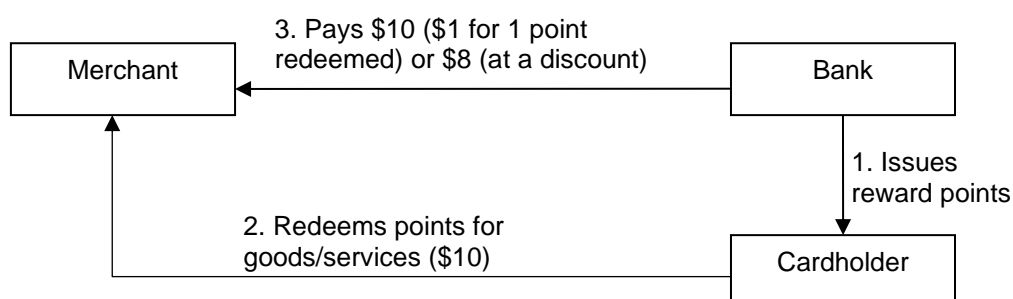 3. Pays $10 ($1 for 1 point
redeemed) or $8 (at a discount)
Merchant
Bank
1. Issues
reward points
2. Redeems points for
goods/services ($10)
Cardholder